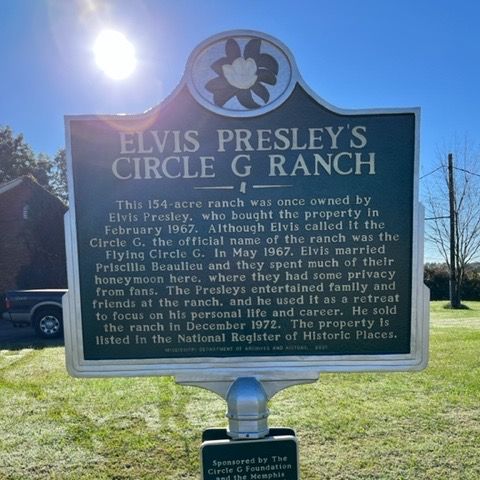 ELVIS PRESLEY'S
CIRCLE G RANCH
This 154-acre ranch was once owned by
Elvis Presley, who bought the property in
February 1967. Although Elvis called it the
Circle G, the official name of the ranch was the
Flying Circle G. In May 1967, Elvis married
Priscilla Beaulieu and they spent much of their
honeymoon here, where they had some privacy
from fans. The Presleys entertained family and
friends at the ranch, and he used it as a retreat
to focus on his personal life and career. He sold
the ranch in December 1972. The property is
listed in the National Register of Historic Places.
MISSISSIPPI DEPARTMENT OF ARCHIVES AND HISTORY, 2021
Sponsored by The
Circle G Foundation
and the Memphis